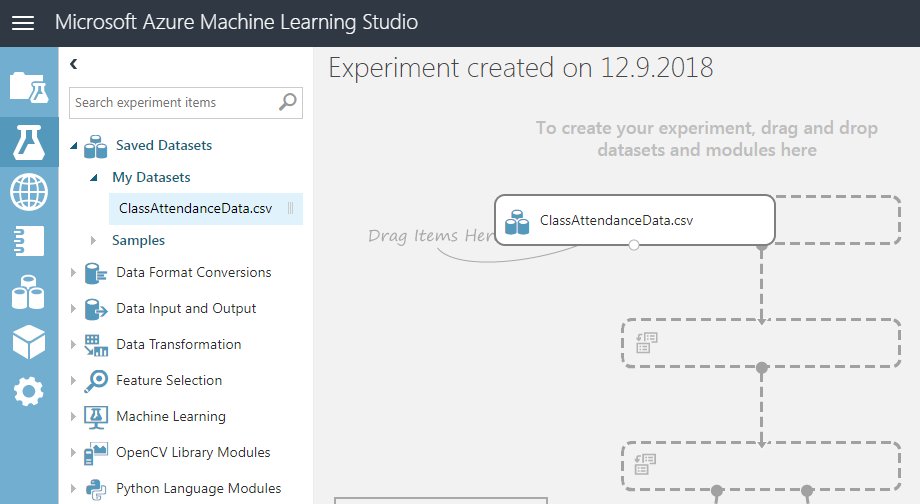 Microsoft Azure Machine Learning Studio
Experiment created on 12.9.2018
Search experiment items
Saved Datasets
My Datasets
ClassAttendanceData.csv
Samples
Data Format Conversions
Data Input and Output
Data Transformation
Feature Selection
Machine Learning
OpenCV Library Modules
Python Language Modules
To create your experiment, drag and drop
datasets and modules here
ClassAttendanceData.csv
Drag Items Her